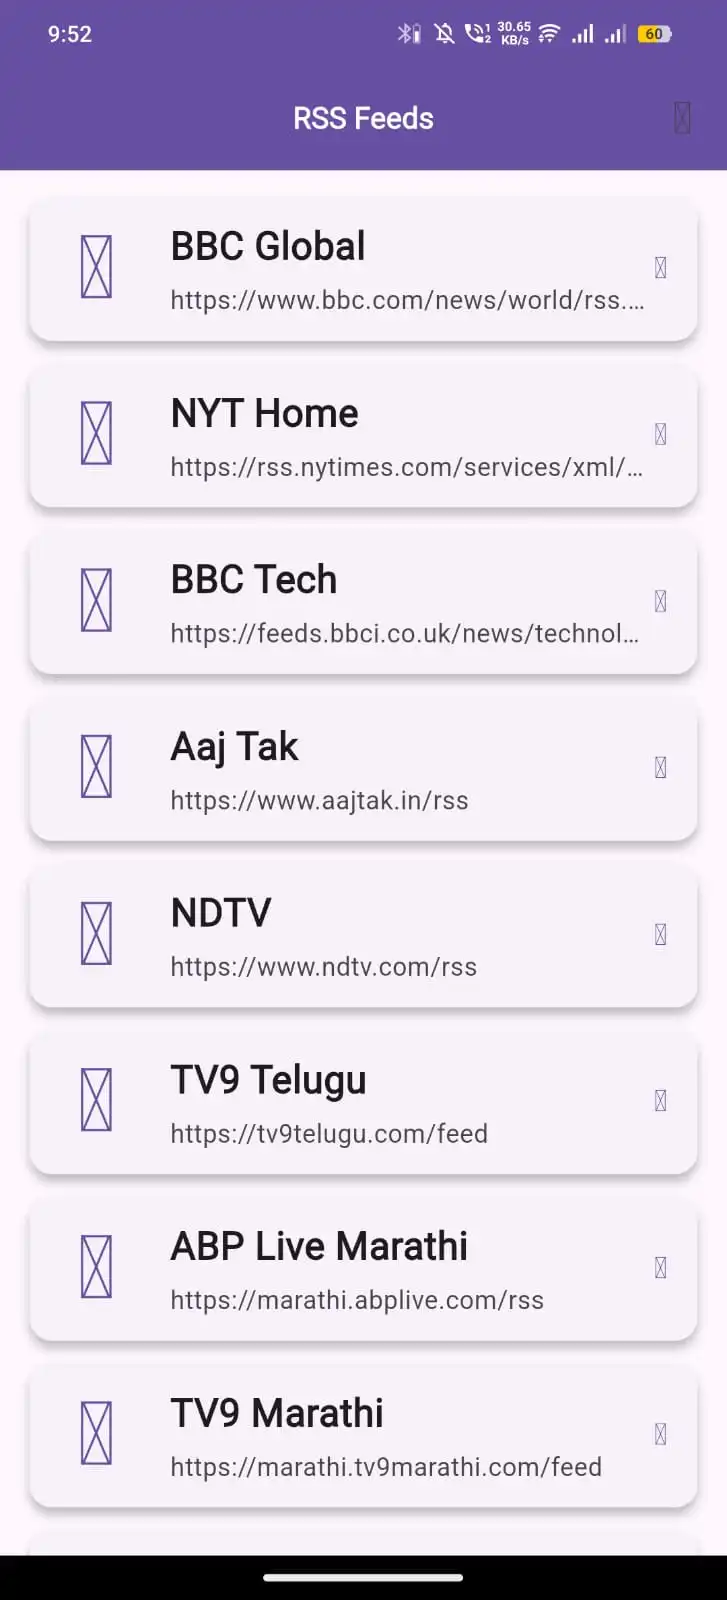 9:52
30.65
KB/s
60
RSS Feeds
BBC Global
https://www.bbc.com/news/world/rss.…
NYT Home
https://rss.nytimes.com/services/xml/…
BBC Tech
https://feeds.bbci.co.uk/news/technol…
Aaj Tak
https://www.aajtak.in/rss
NDTV
https://www.ndtv.com/rss
TV9 Telugu
https://tv9telugu.com/feed
ABP Live Marathi
https://marathi.abplive.com/rss
TV9 Marathi
https://marathi.tv9marathi.com/feed